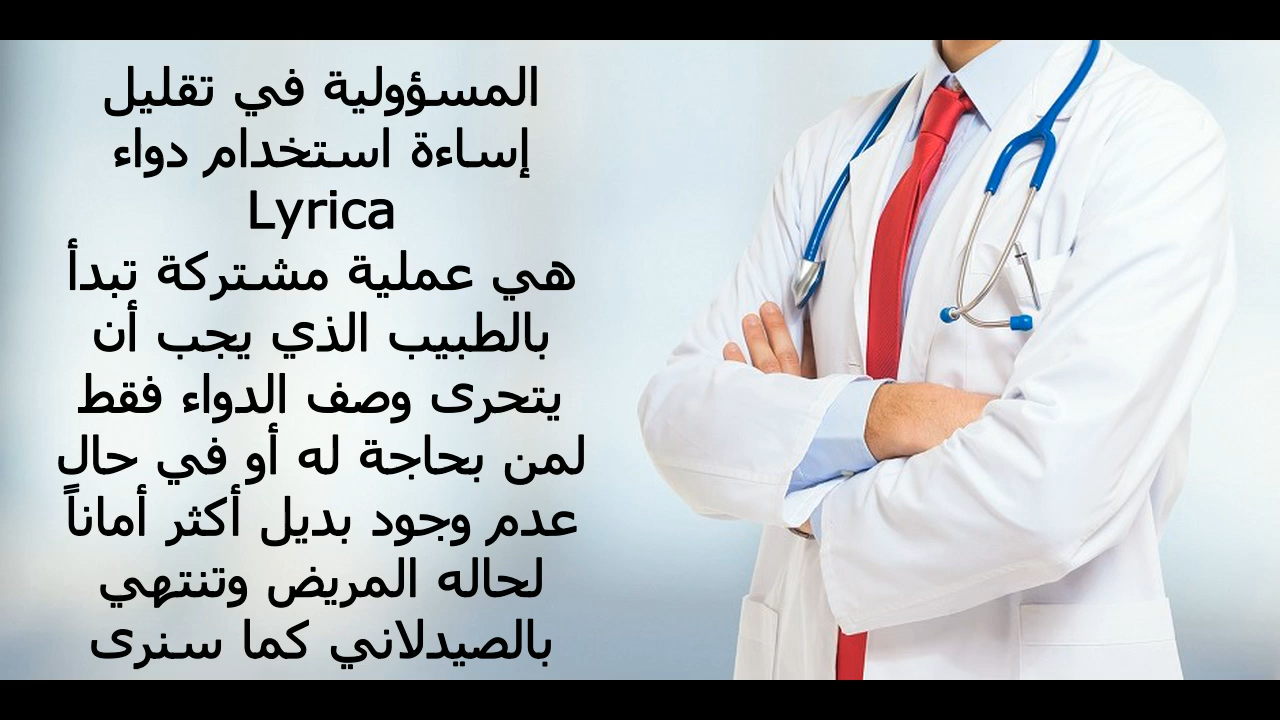 المسؤولية في تقليل
إساءة استخدام دواء
Lyrica
هي عملية مشتركة تبدأ
بالطبيب الذي يجب أن
يتحرى وصف الدواء فقط
لمن بحاجة له أو في حال
عدم وجود بديل أكثر أماناً
لحاله المريض وتنتهي
بالصيدلاني كما سنرى